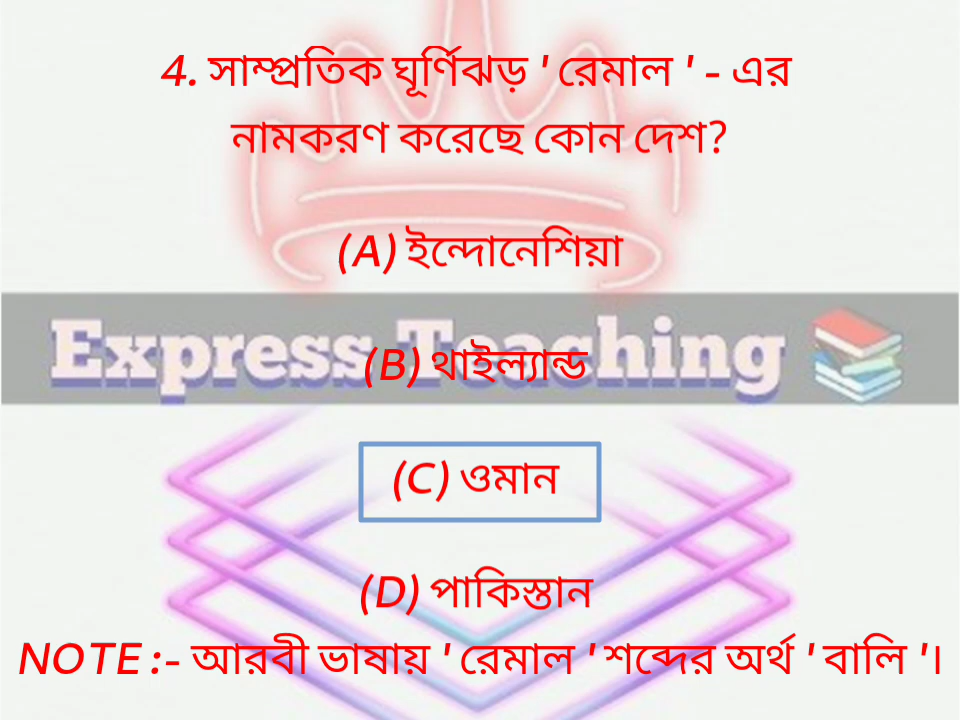 4. সাম্প্রতিক ঘূর্ণিঝড় ' রেমাল ' - এর
নামকরণ করেছে কোন দেশ?
(A) ইন্দোনেশিয়া
Express Teaching
(B) থাইল্যান্ড
(C) ওমান
(D) পাকিস্তান
NOTE :- আরবী ভাষায় ' রেমাল ' শব্দের অর্থ ' বালি '।